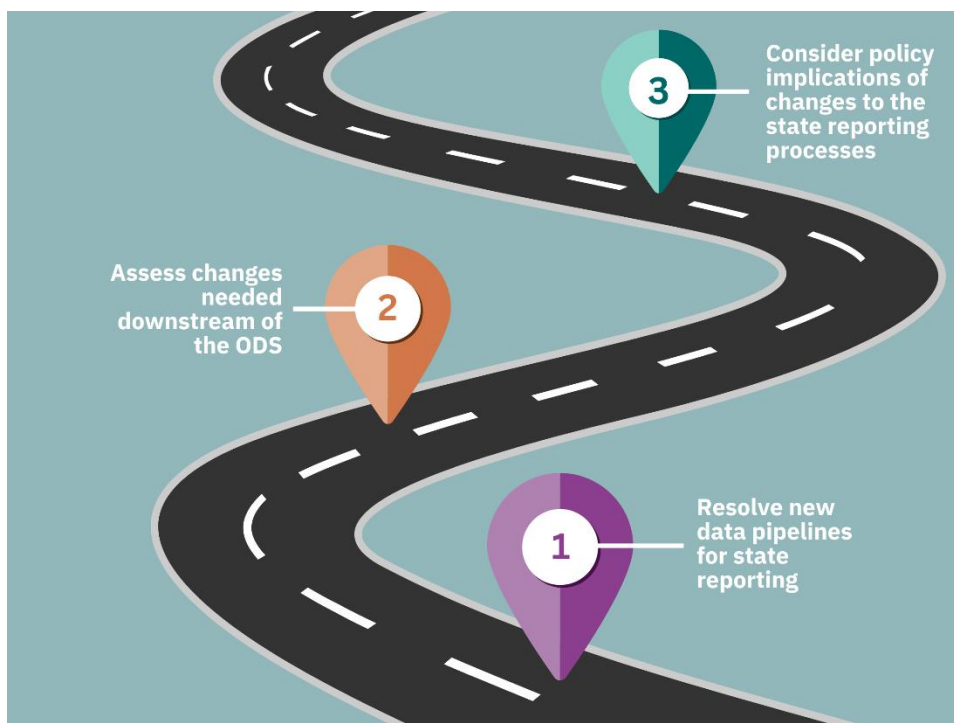 3
Consider policy
implications of
changes to the
state reporting
processes
Assess changes
needed
downstream of
the ODS
2
1
Resolve new
data pipelines
for state
reporting